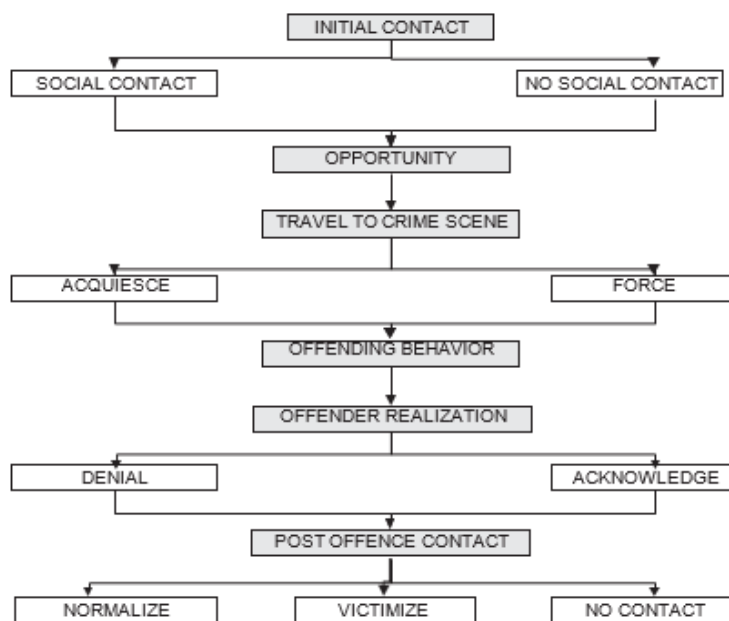 INITIAL CONTACT
SOCIAL CONTACT
NO SOCIAL CONTACT
OPPORTUNITY
TRAVEL TO CRIME SCENE
ACQUIESCE
FORCE
OFFENDING BEHAVIOR
OFFENDER REALIZATION
DENIAL
ACKNOWLEDGE
POST OFFENCE CONTACT
NORMALIZE
VICTIMIZE
NO CONTACT